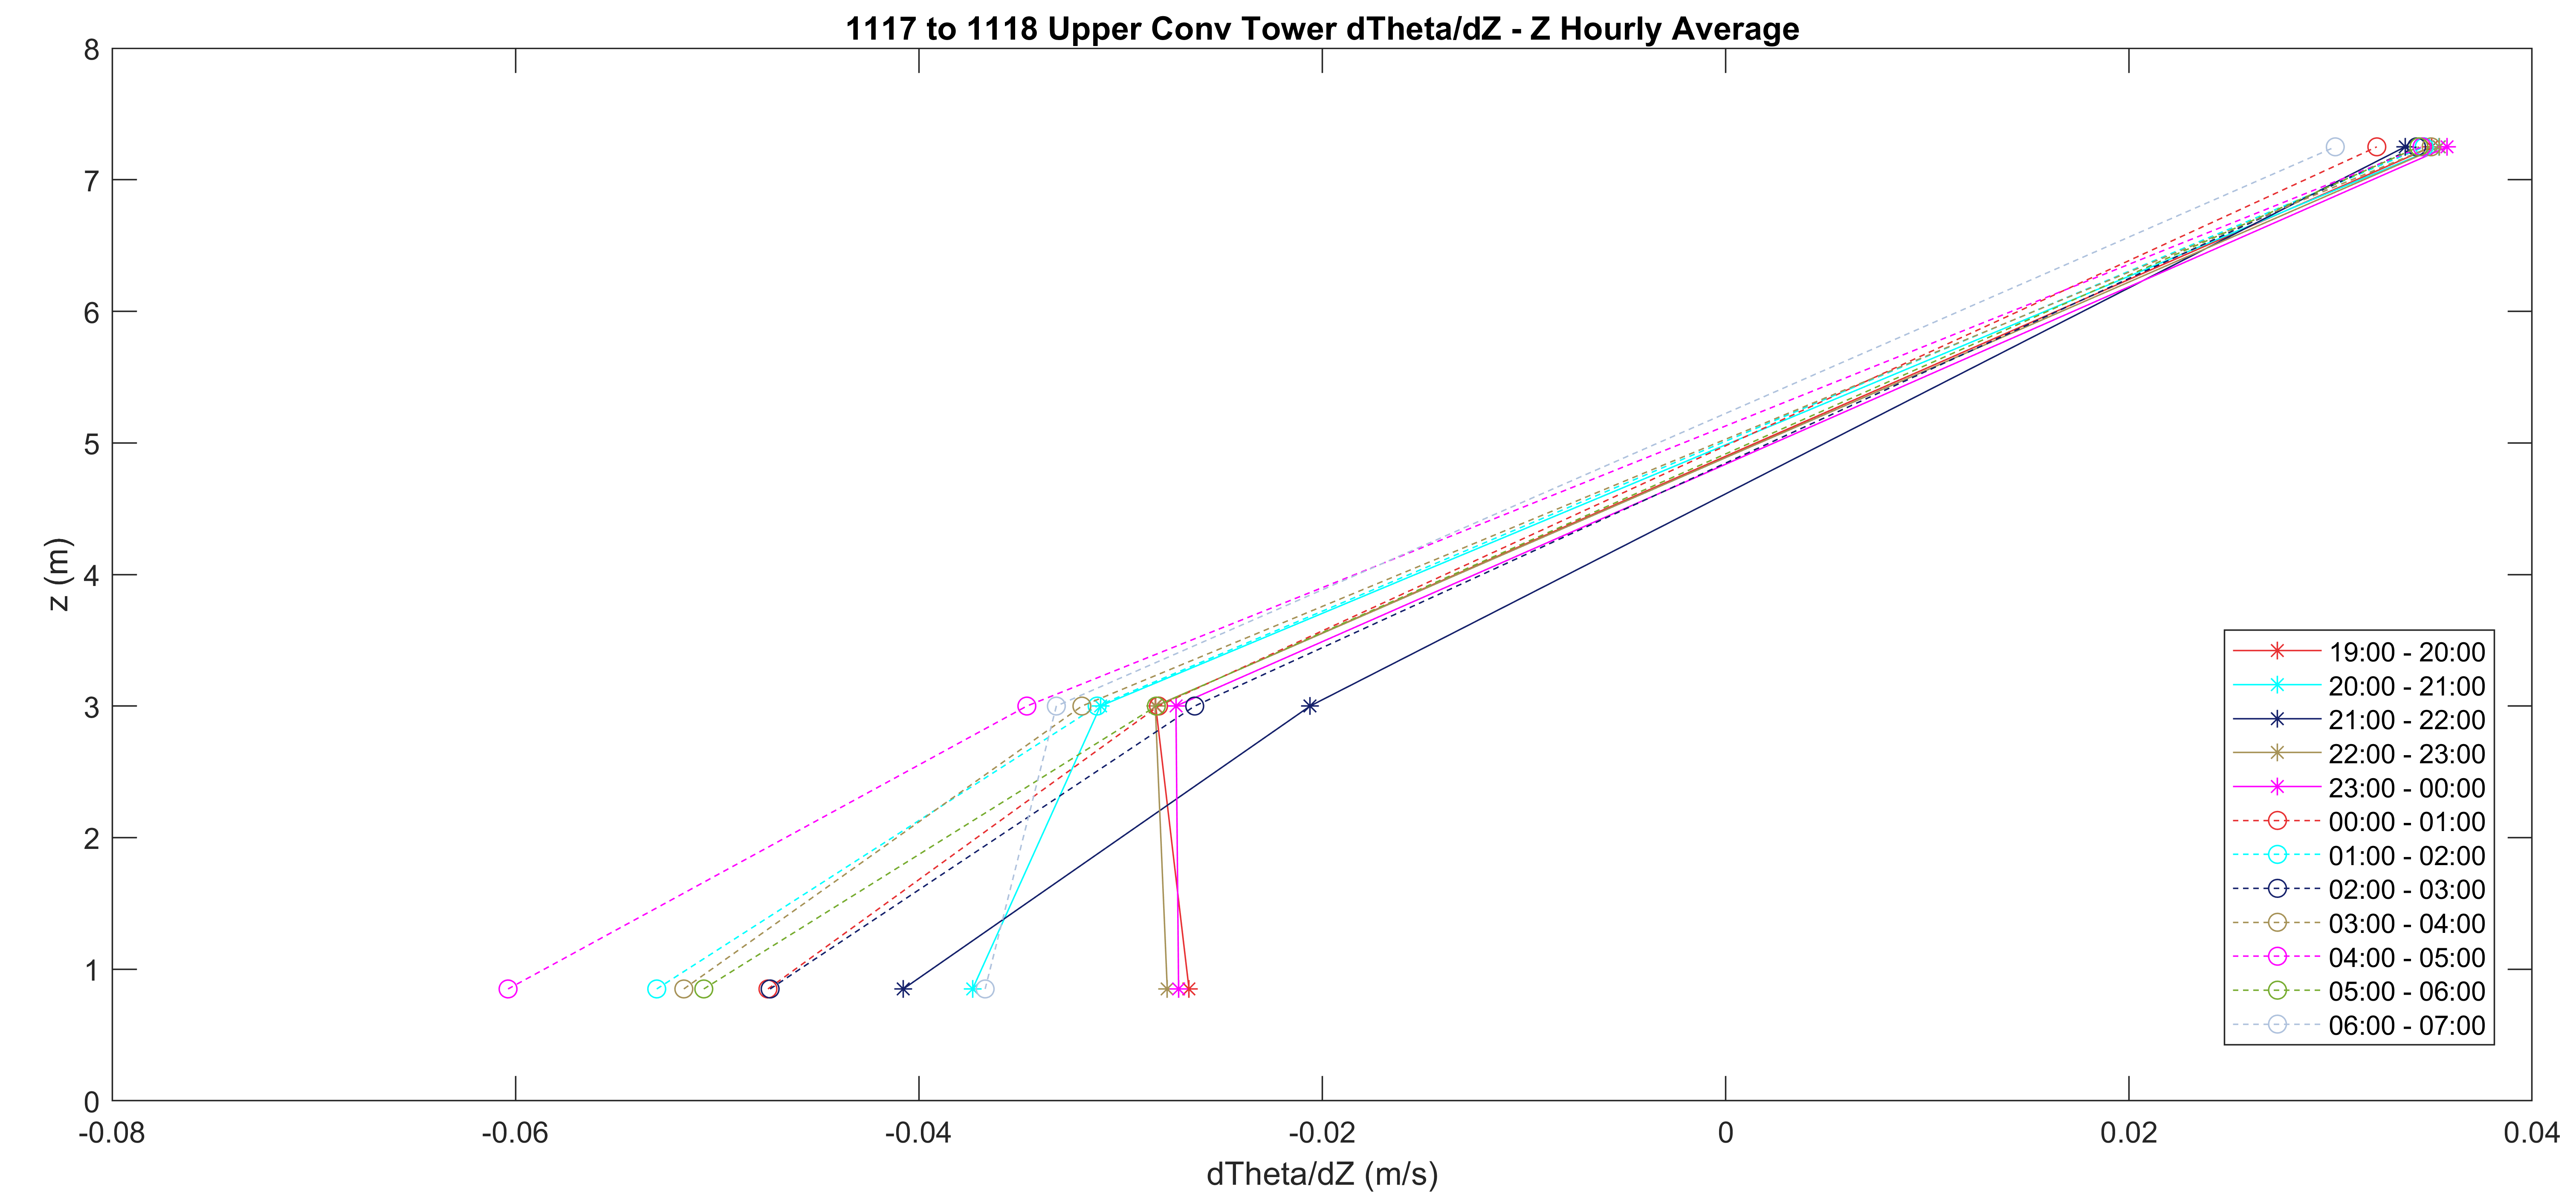 1117 to 1118 Upper Conv Tower dTheta/dZ - Z Hourly Average
8
7
6
5
4
3
2
1
0
z (m)
-0.08
-0.06
-0.04
-0.02
0
0.02
0.04
dTheta/dZ (m/s)
19:00 - 20:00
20:00 - 21:00
21:00 - 22:00
22:00 - 23:00
23:00 - 00:00
00:00 - 01:00
01:00 - 02:00
02:00 - 03:00
03:00 - 04:00
04:00 - 05:00
05:00 - 06:00
06:00 - 07:00